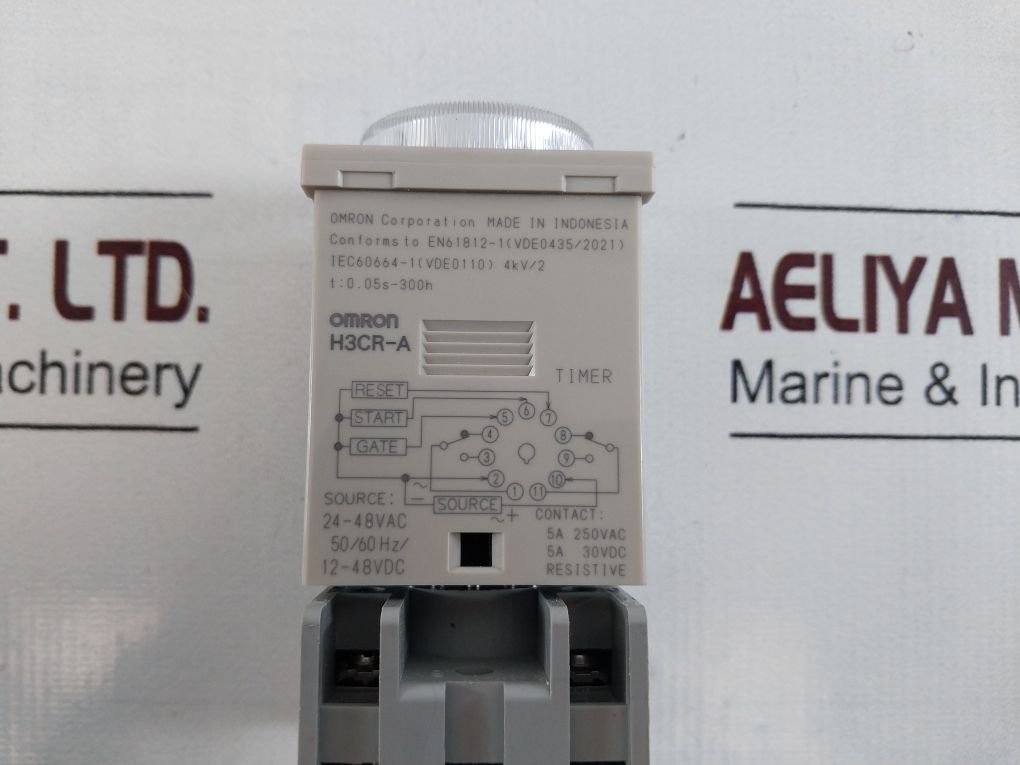 OMRON Corporation MADE IN INDONESIA
Conforms to EN61812-1(VDE0435/2021)
IEC60664-1(VDE0110) 4kV/2
t:0.05s-300h
OMRON
H3CR-A
TIMER
RESET
START
GATE
5 6 7
4 8
3 9
2 10
1 11
~
−
SOURCE
~ +
SOURCE:
24-48VAC
50/60Hz/
12-48VDC
CONTACT:
5A 250VAC
5A 30VDC
RESISTIVE
T. LTD.
achinery
AELIYA M
Marine & In